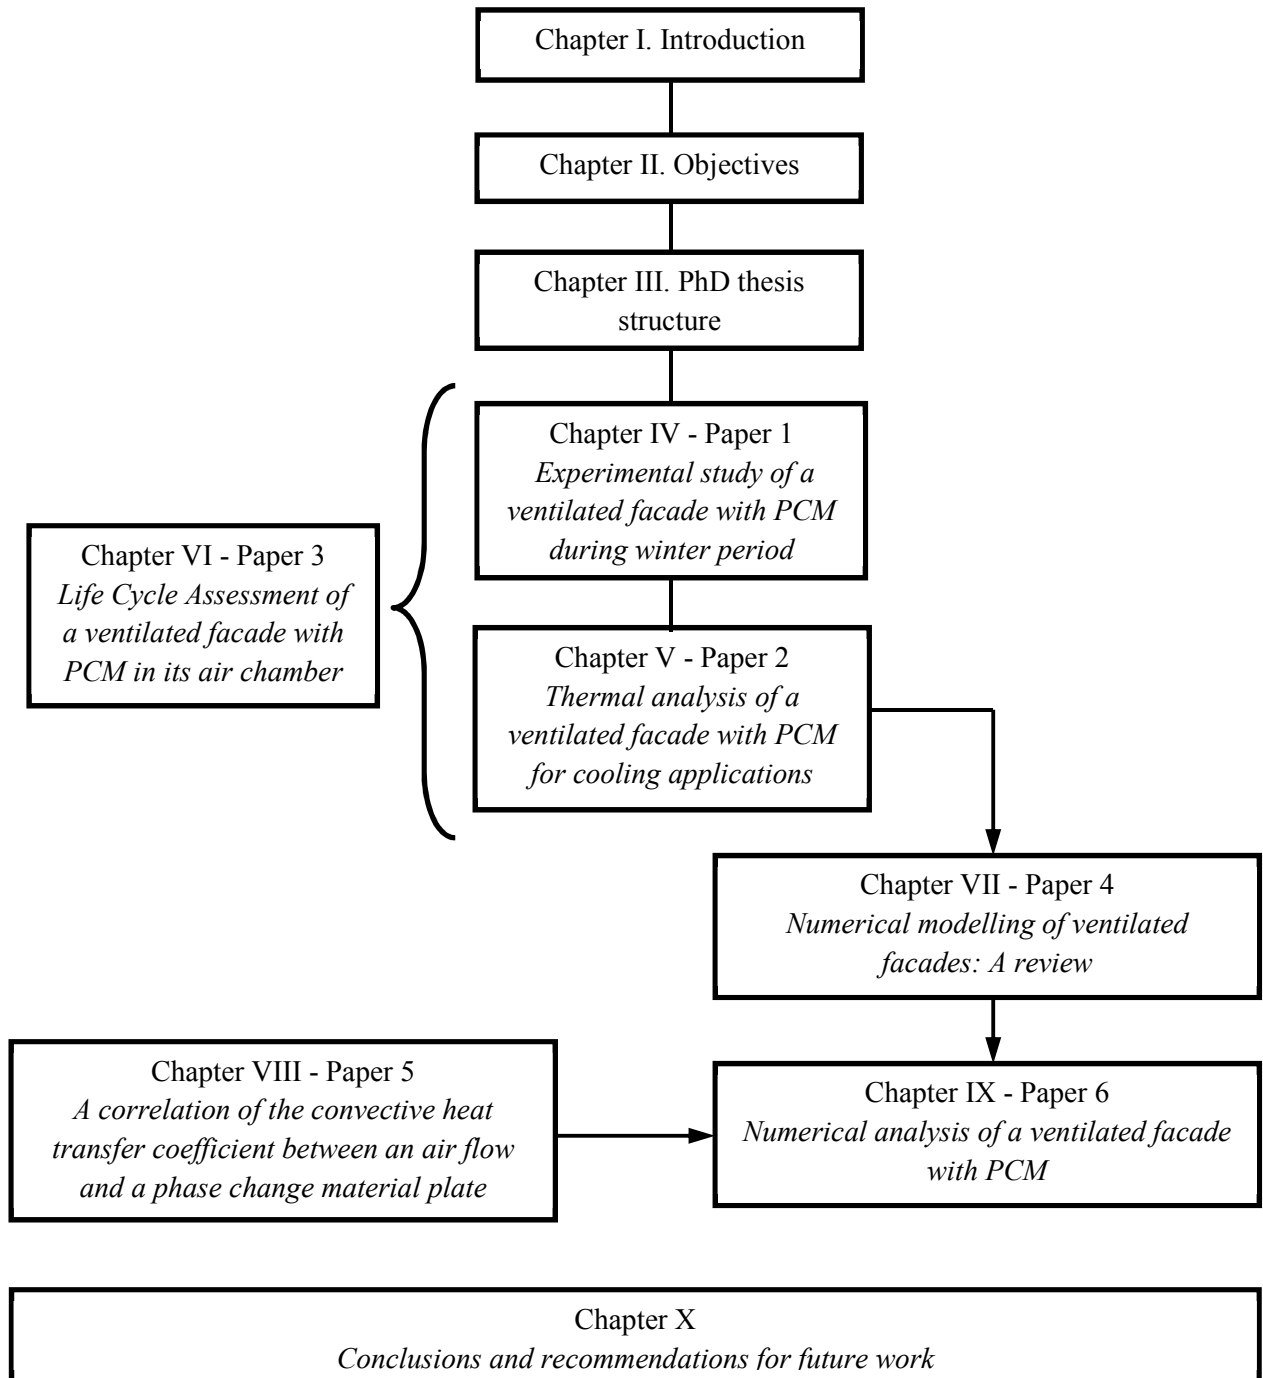 Chapter I. Introduction
Chapter II. Objectives
Chapter III. PhD thesis
structure
Chapter IV - Paper 1
Experimental study of a
ventilated facade with PCM
during winter period
Chapter V - Paper 2
Thermal analysis of a
ventilated facade with PCM
for cooling applications
Chapter VI - Paper 3
Life Cycle Assessment of
a ventilated facade with
PCM in its air chamber
Chapter VII - Paper 4
Numerical modelling of ventilated
facades: A review
Chapter VIII - Paper 5
A correlation of the convective heat
transfer coefficient between an air flow
and a phase change material plate
Chapter IX - Paper 6
Numerical analysis of a ventilated facade
with PCM
Chapter X
Conclusions and recommendations for future work